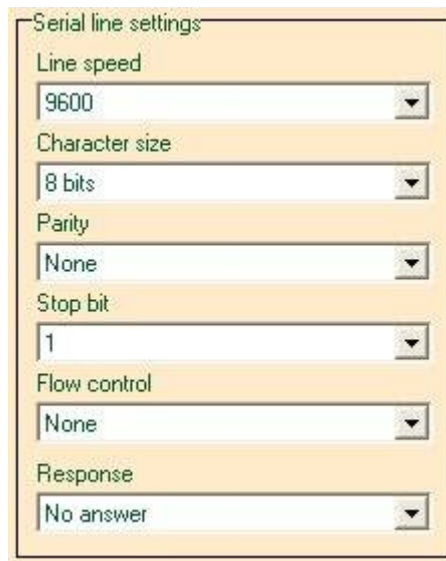 Serial line settings
Line speed
9600
Character size
8 bits
Parity
None
Stop bit
1
Flow control
None
Response
No answer